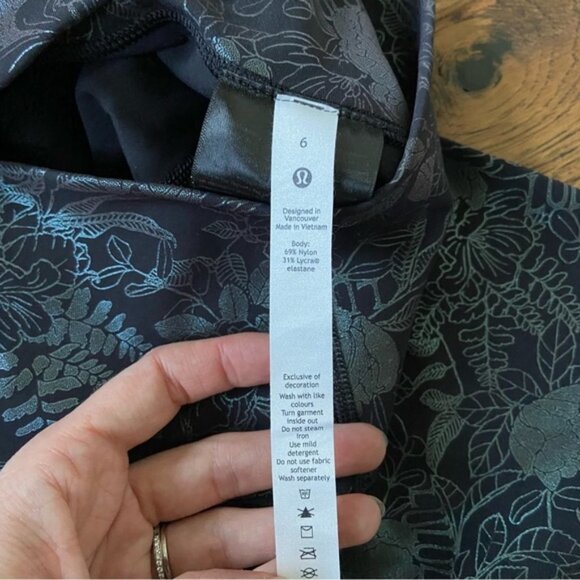 6
Designed in
Vancouver
Made in Vietnam
Body:
69% Nylon
31% Lycra®
elastane
Exclusive of
decoration
Wash with like
colours
Turn garment
inside out
Do not steam
iron
Use mild
detergent
Do not use fabric
softener
Wash separately